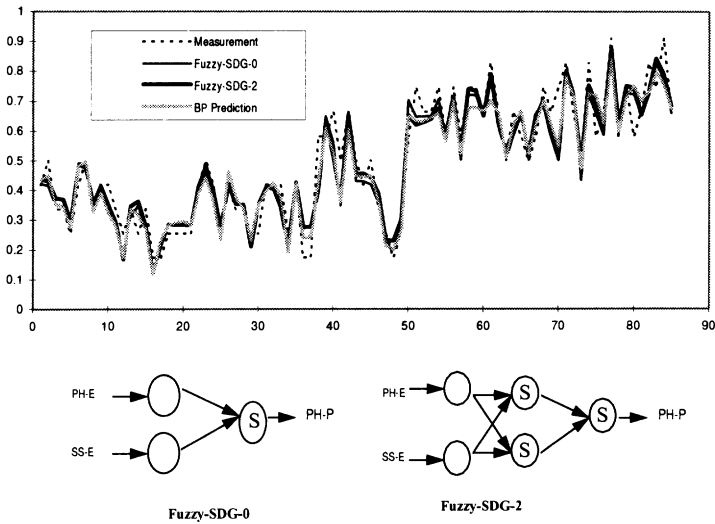 1
0.9
0.8
0.7
0.6
0.5
0.4
0.3
0.2
0.1
0
Measurement
Fuzzy-SDG-0
Fuzzy-SDG-2
BP Prediction
0 10 20 30 40 50 60 70 80 90
PH-E
SS-E
S
PH-P
Fuzzy-SDG-0
PH-E
SS-E
S
S
S
PH-P
Fuzzy-SDG-2